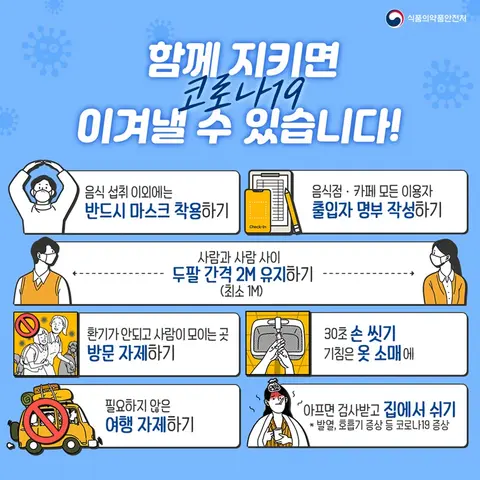 식품의약품안전처
함께 지키면
코로나19
이겨낼 수 있습니다!
음식 섭취 이외에는
반드시 마스크 착용하기
Check-In
음식점 · 카페 모든 이용자
출입자 명부 작성하기
사람과 사람 사이
두팔 간격 2M 유지하기
(최소 1M)
환기가 안되고 사람이 모이는 곳
방문 자제하기
30초 손 씻기
기침은 옷 소매에
필요하지 않은
여행 자제하기
아프면 검사받고 집에서 쉬기
* 발열, 호흡기 증상 등 코로나19 증상